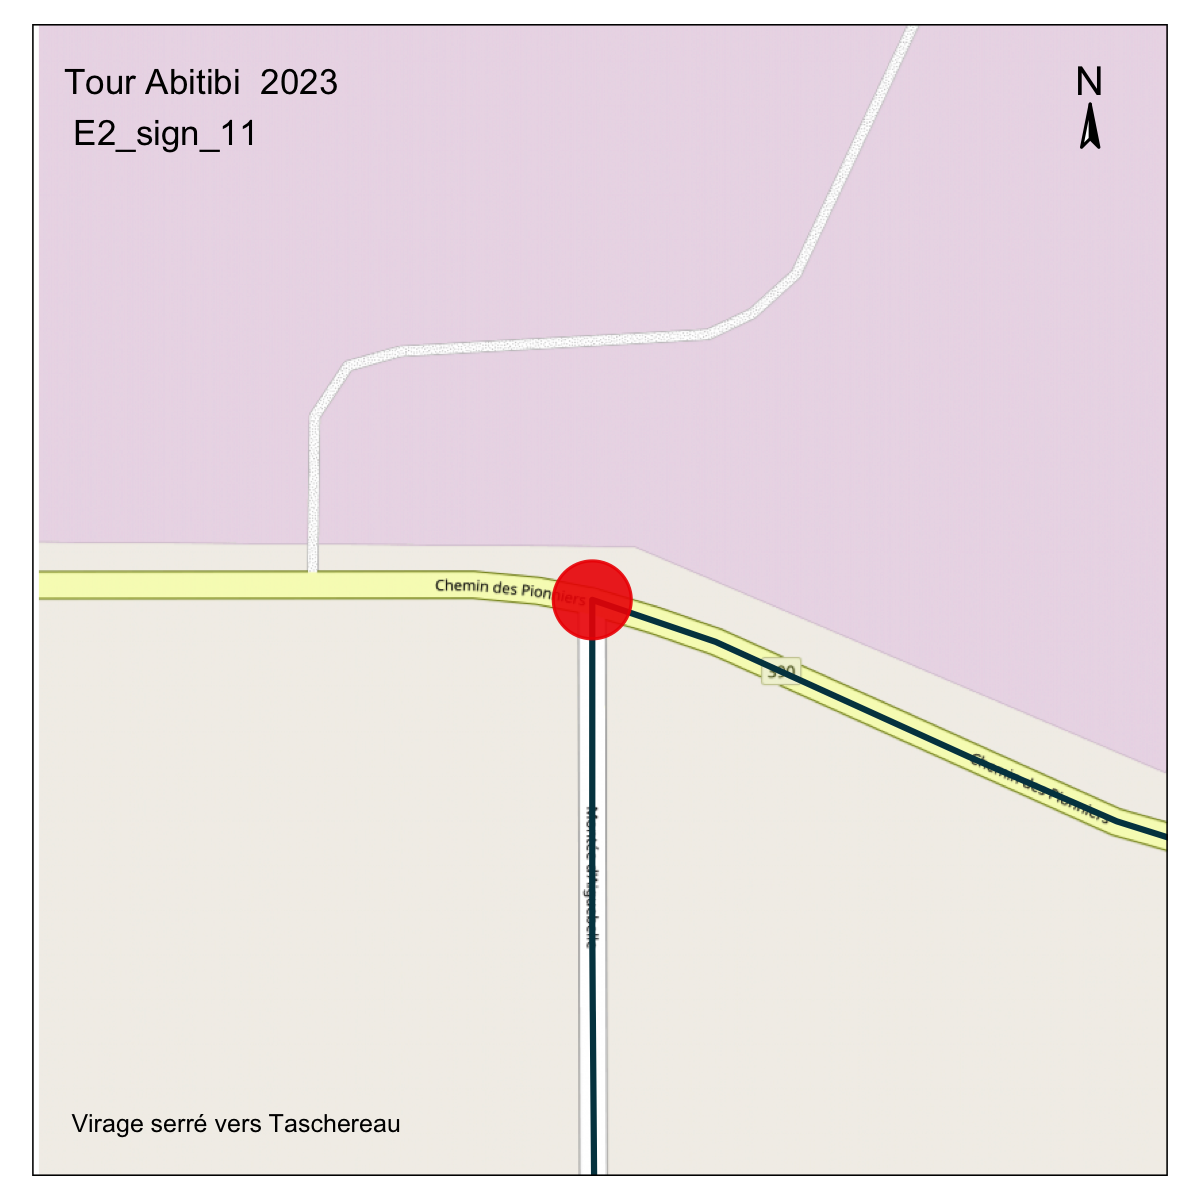 Tour Abitibi  2023
N
E2_sign_11
Chemin des Pionniers
390
Chemin des Pionniers
Montée d'Aiguebelle
Virage serré vers Taschereau